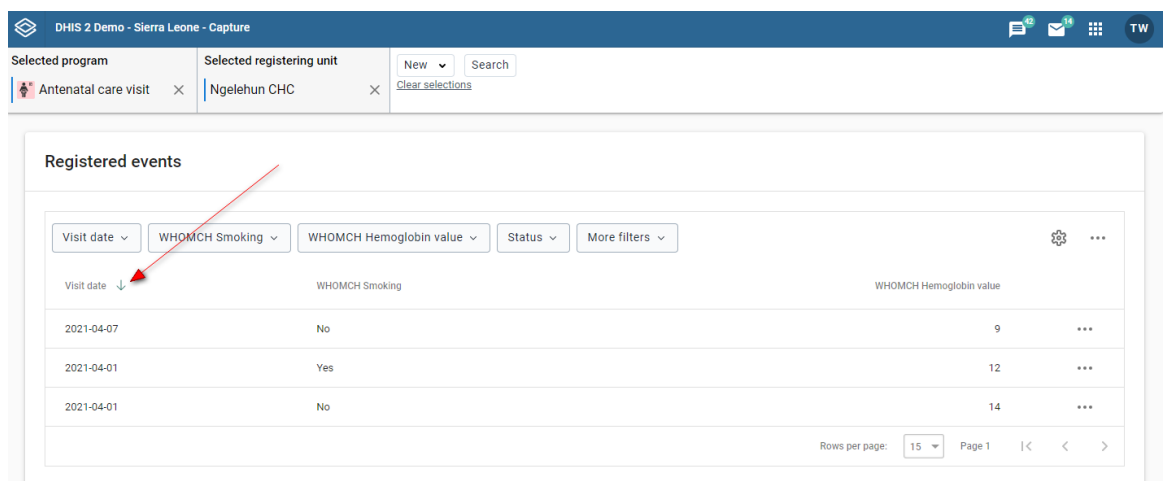 DHIS 2 Demo - Sierra Leone - Capture
42
14
TW
Selected program
Selected registering unit
New
Search
Antenatal care visit
Ngelehun CHC
Clear selections
Registered events
Visit date
WHOMCH Smoking
WHOMCH Hemoglobin value
Status
More filters
Visit date WHOMCH Smoking WHOMCH Hemoglobin value
2021-04-07 No 9
2021-04-01 Yes 12
2021-04-01 No 14
Rows per page: 15 Page 1